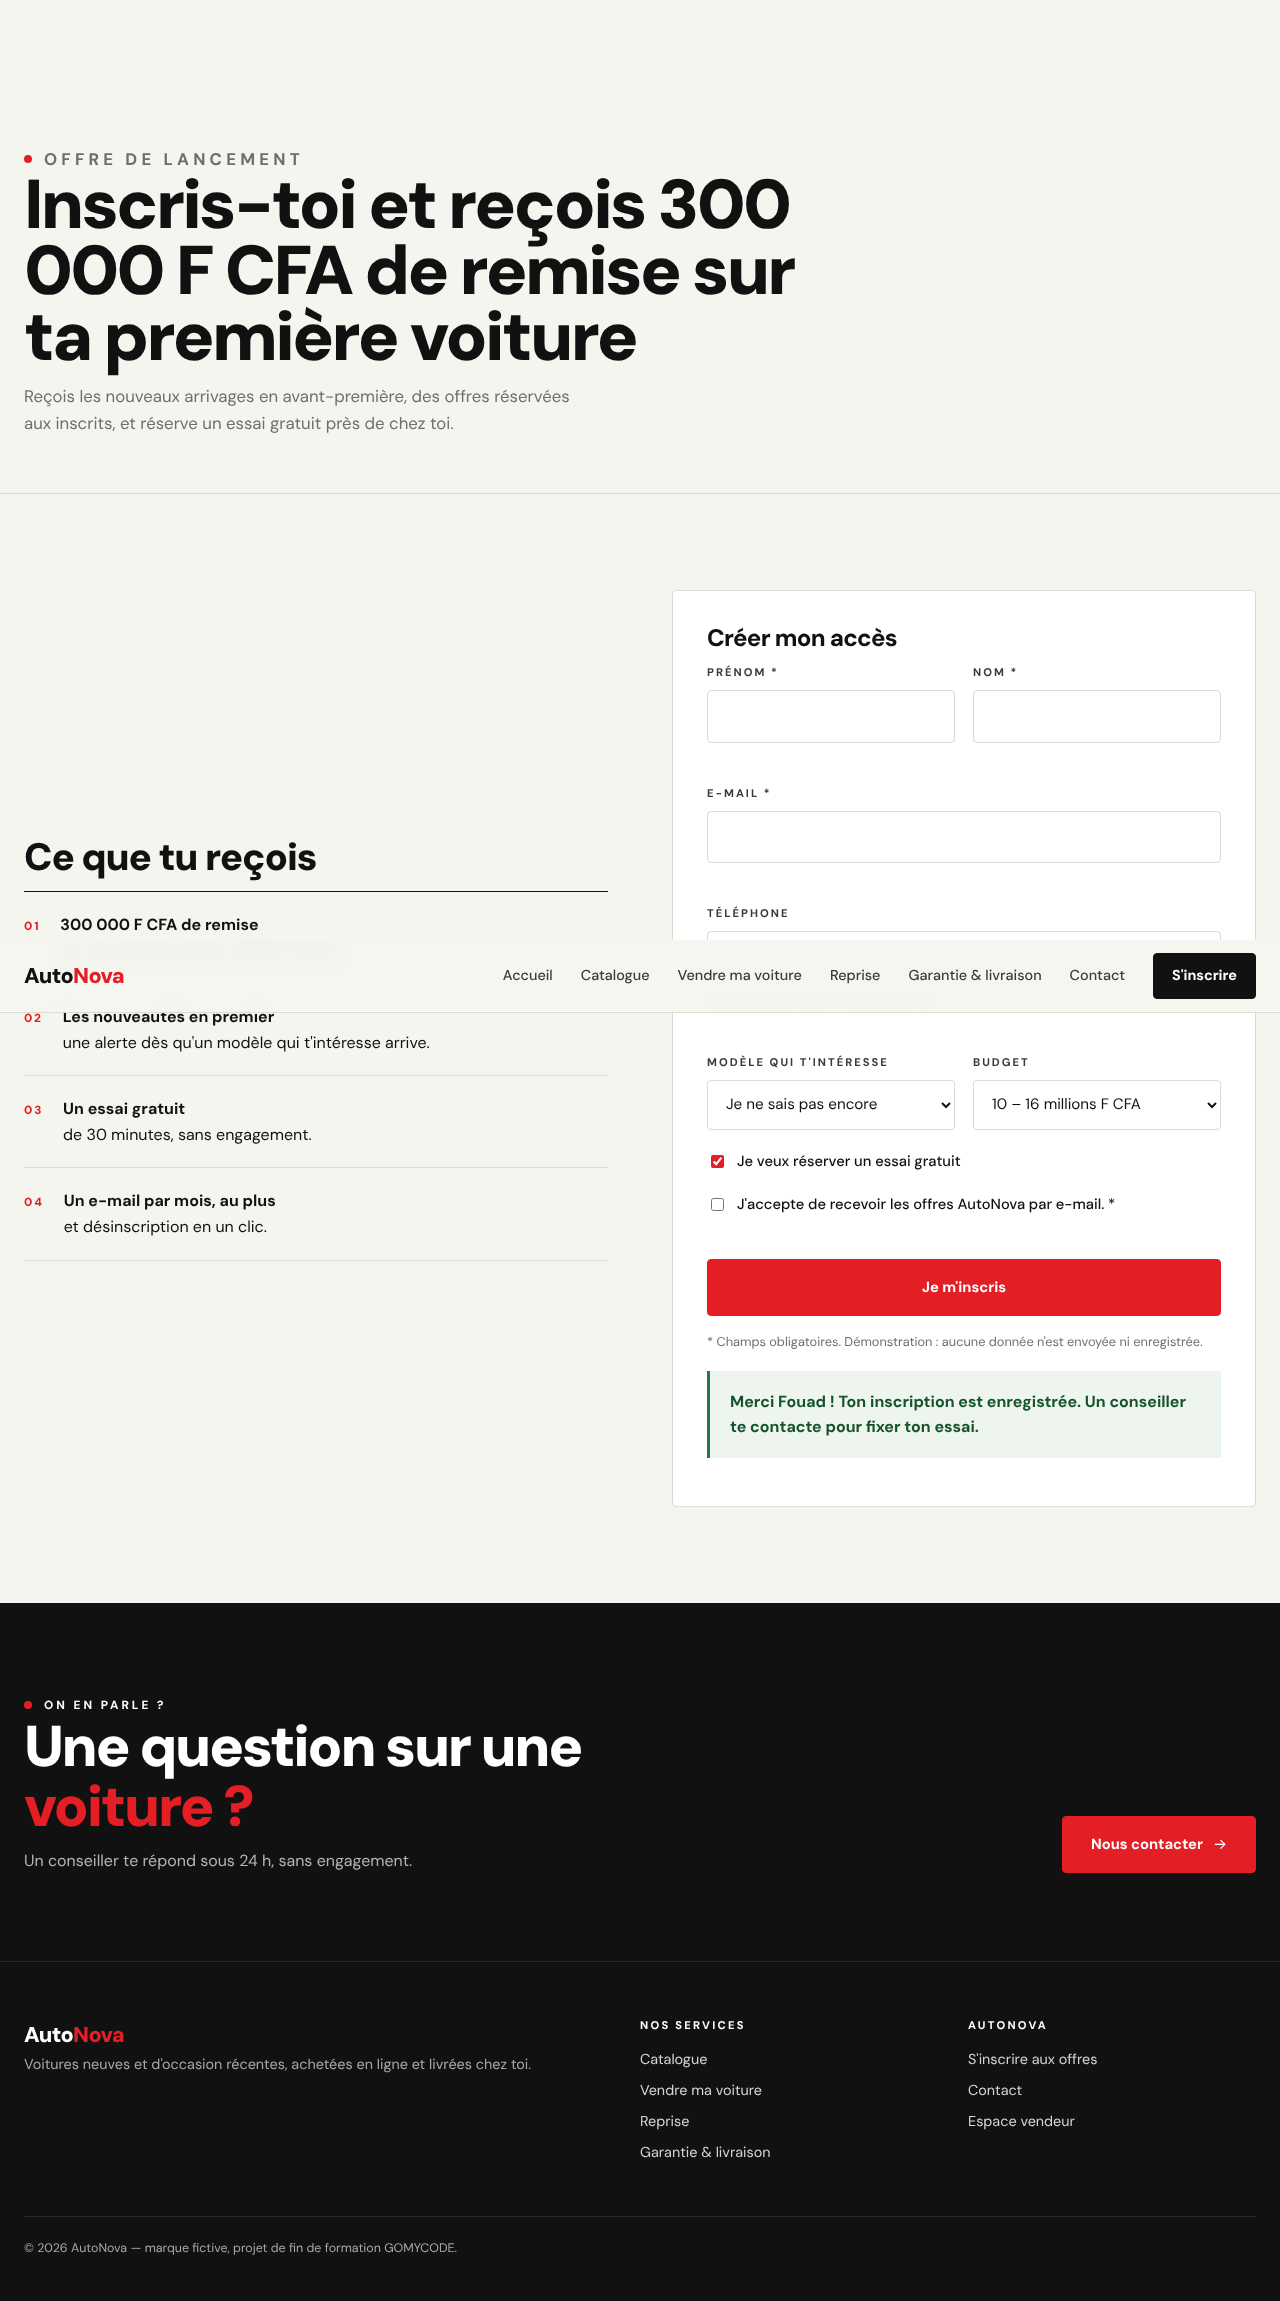 OFFRE DE LANCEMENT
Inscris-toi et reçois 300
000 F CFA de remise sur
ta première voiture
Reçois les nouveaux arrivages en avant-première, des offres réservées
aux inscrits, et réserve un essai gratuit près de chez toi.
Ce que tu reçois
01 300 000 F CFA de remise
02 Les nouveautés en premier
une alerte dès qu'un modèle qui t'intéresse arrive.
03 Un essai gratuit
de 30 minutes, sans engagement.
04 Un e-mail par mois, au plus
et désinscription en un clic.
Créer mon accès
PRÉNOM *
NOM *
E-MAIL *
TÉLÉPHONE
AutoNova
Accueil
Catalogue
Vendre ma voiture
Reprise
Garantie & livraison
Contact
S'inscrire
MODÈLE QUI T'INTÉRESSE
BUDGET
Je ne sais pas encore
10 – 16 millions F CFA
Je veux réserver un essai gratuit
J'accepte de recevoir les offres AutoNova par e-mail. *
Je m'inscris
* Champs obligatoires. Démonstration : aucune donnée n'est envoyée ni enregistrée.
Merci Fouad ! Ton inscription est enregistrée. Un conseiller
te contacte pour fixer ton essai.
ON EN PARLE ?
Une question sur une
voiture ?
Un conseiller te répond sous 24 h, sans engagement.
Nous contacter →
AutoNova
Voitures neuves et d'occasion récentes, achetées en ligne et livrées chez toi.
NOS SERVICES
Catalogue
Vendre ma voiture
Reprise
Garantie & livraison
AUTONOVA
S'inscrire aux offres
Contact
Espace vendeur
© 2026 AutoNova — marque fictive, projet de fin de formation GOMYCODE.